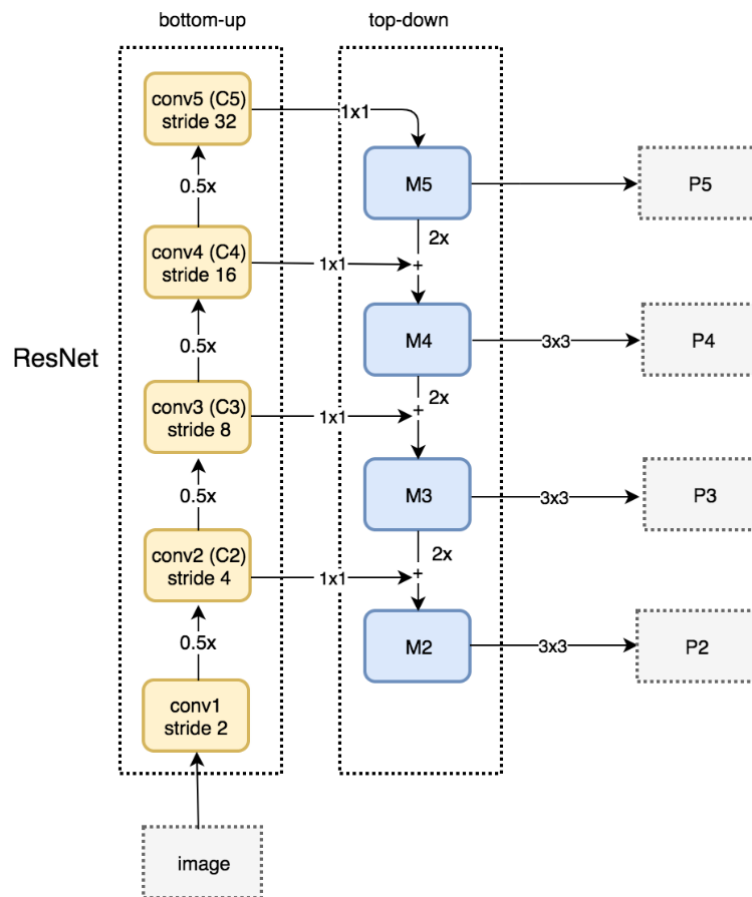 bottom-up
top-down
conv5 (C5)
stride 32
1x1
M5
P5
0.5x
2x
conv4 (C4)
stride 16
1x1
+
M4
3x3
P4
ResNet
0.5x
2x
conv3 (C3)
stride 8
1x1
+
M3
3x3
P3
0.5x
2x
conv2 (C2)
stride 4
1x1
+
M2
3x3
P2
0.5x
conv1
stride 2
image